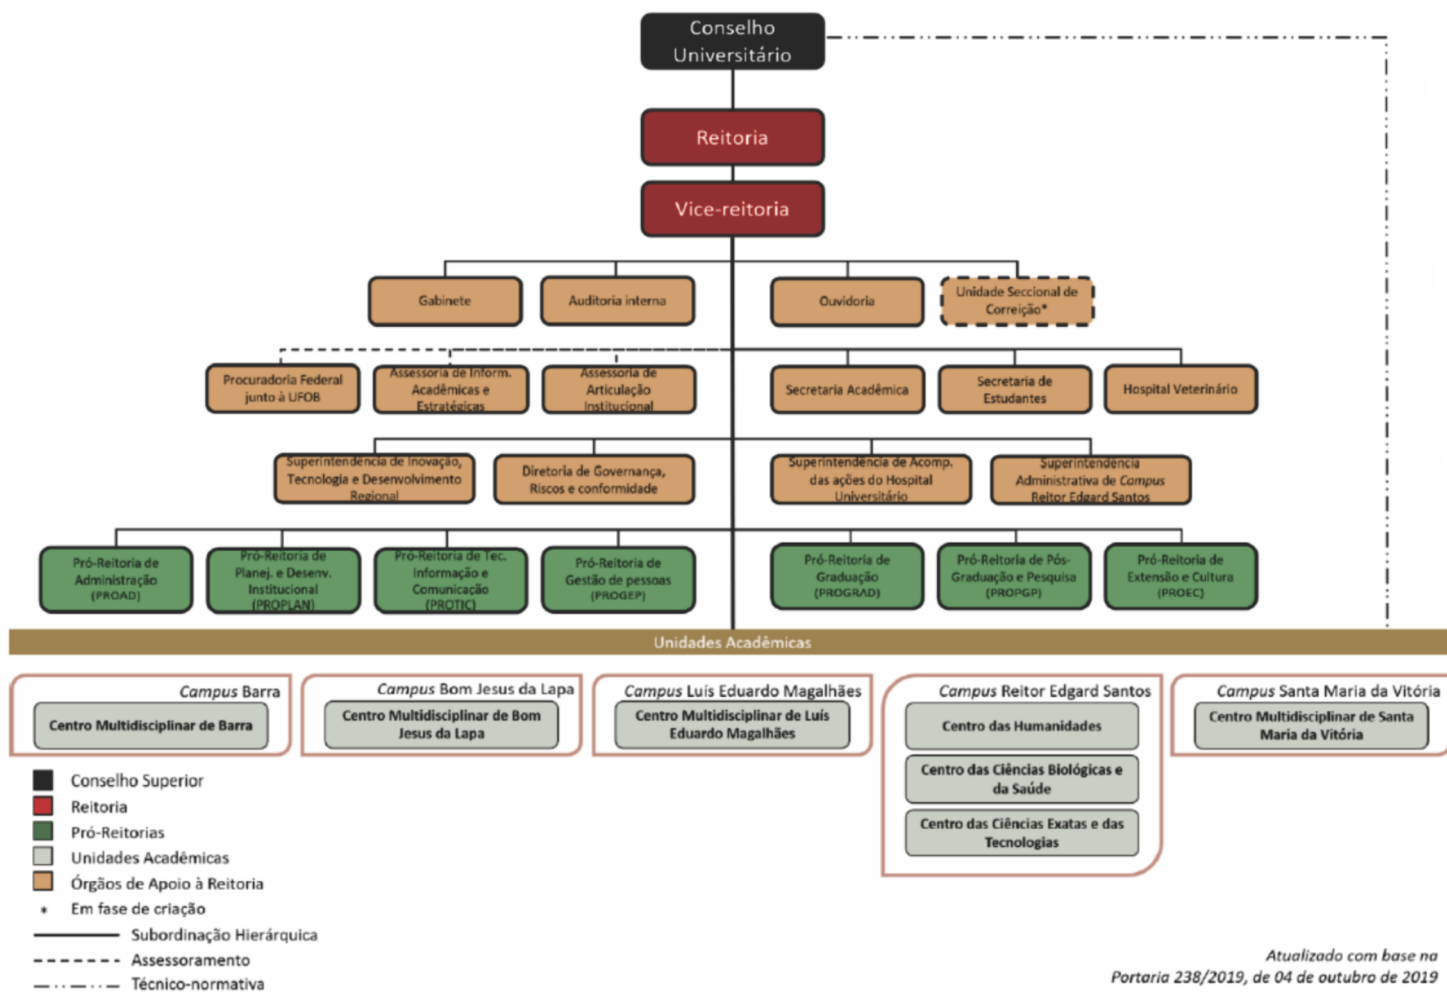 Conselho
Universitário
Reitoria
Vice-reitoria
Gabinete
Auditoria interna
Ouvidoria
Unidade Seccional de
Correição*
Procuradoria Federal
junto à UFOB
Assessoria de Inform.
Acadêmicas e
Estratégicas
Assessoria de
Articulação
Institucional
Secretaria Acadêmica
Secretaria de
Estudantes
Hospital Veterinário
Superintendência de Inovação,
Tecnologia e Desenvolvimento
Regional
Diretoria de Governança,
Riscos e conformidade
Superintendência de Acomp.
das ações do Hospital
Universitário
Superintendência
Administrativa de Campus
Reitor Edgard Santos
Pró-Reitoria de
Administração
(PROAD)
Pró-Reitoria de
Planej. e Desenv.
Institucional
(PROPLAN)
Pró-Reitoria de Tec.
Informação e
Comunicação
(PROTIC)
Pró-Reitoria de
Gestão de pessoas
(PROGEP)
Pró-Reitoria de
Graduação
(PROGRAD)
Pró-Reitoria de Pós-
Graduação e Pesquisa
(PROPGP)
Pró-Reitoria de
Extensão e Cultura
(PROEC)
Unidades Acadêmicas
Campus Barra
Centro Multidisciplinar de Barra
Campus Bom Jesus da Lapa
Centro Multidisciplinar de Bom
Jesus da Lapa
Campus Luís Eduardo Magalhães
Centro Multidisciplinar de Luís
Eduardo Magalhães
Campus Reitor Edgard Santos
Centro das Humanidades
Centro das Ciências Biológicas e
da Saúde
Centro das Ciências Exatas e das
Tecnologias
Campus Santa Maria da Vitória
Centro Multidisciplinar de Santa
Maria da Vitória
Conselho Superior
Reitoria
Pró-Reitorias
Unidades Acadêmicas
Órgãos de Apoio à Reitoria
* Em fase de criação
Subordinação Hierárquica
Assessoramento
Técnico-normativa
Atualizado com base na
Portaria 238/2019, de 04 de outubro de 2019